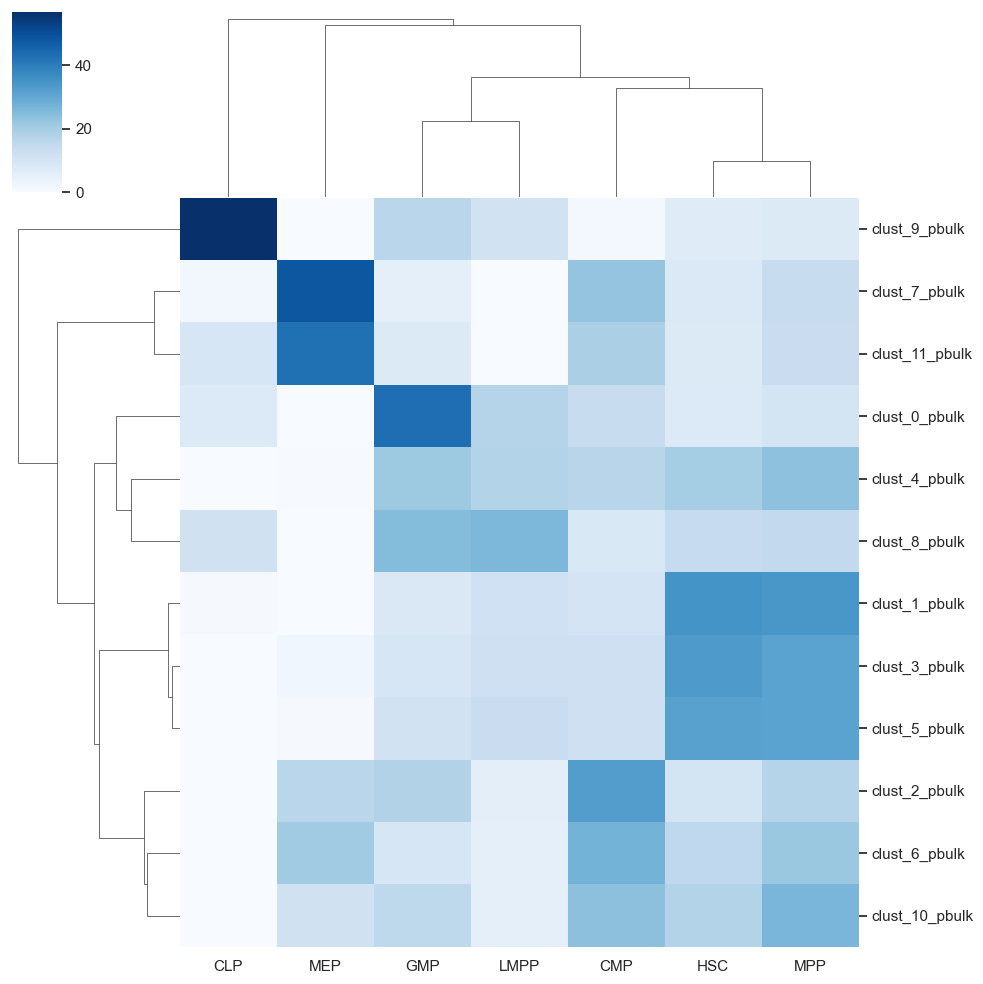 40
20
0
clust_9_pbulk
clust_7_pbulk
clust_11_pbulk
clust_0_pbulk
clust_4_pbulk
clust_8_pbulk
clust_1_pbulk
clust_3_pbulk
clust_5_pbulk
clust_2_pbulk
clust_6_pbulk
clust_10_pbulk
CLP MEP GMP LMPP CMP HSC MPP